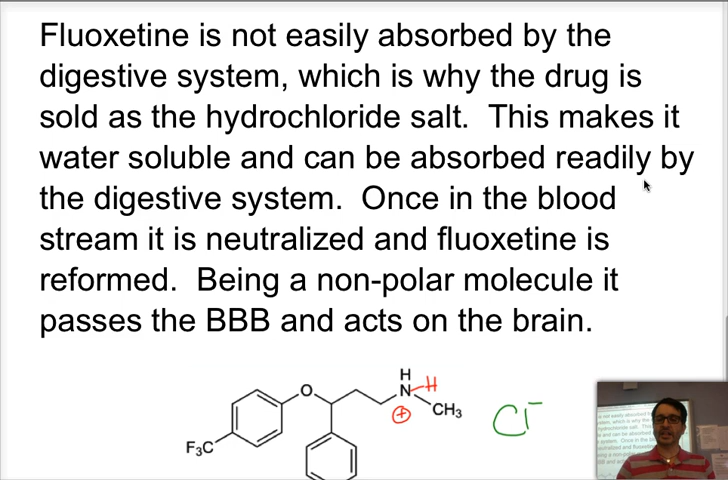 Fluoxetine is not easily absorbed by the
digestive system, which is why the drug is
sold as the hydrochloride salt.  This makes it
water soluble and can be absorbed readily by
the digestive system.  Once in the blood
stream it is neutralized and fluoxetine is
reformed.  Being a non-polar molecule it
passes the BBB and acts on the brain.
H
O N-H
⊕ CH₃ Cl⁻
F₃C